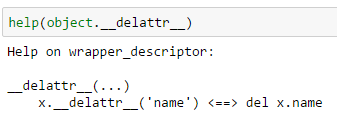 help(object.__delattr__)
Help on wrapper_descriptor:
__delattr__(...)
x.__delattr__('name') <==> del x.name